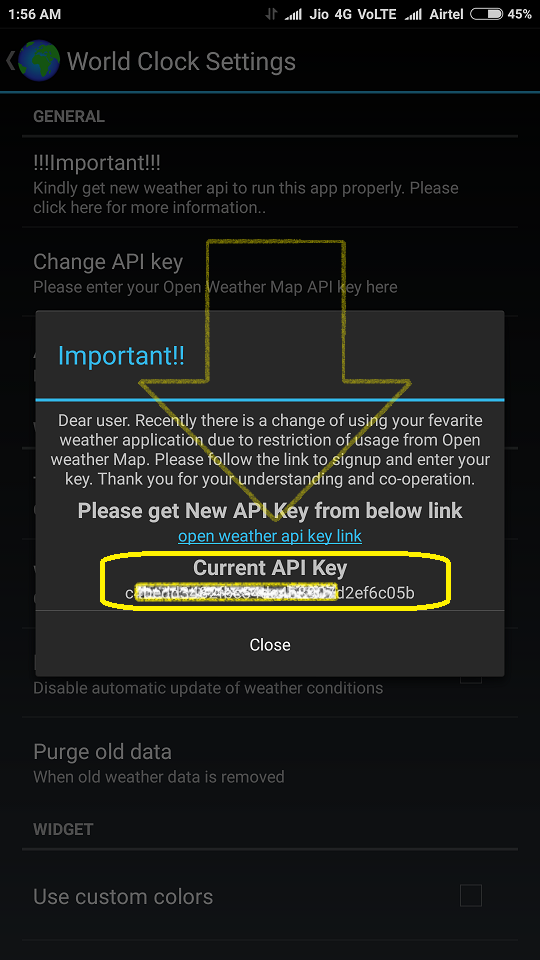 1:56 AM Jio 4G VoLTE Airtel 45%
World Clock Settings
GENERAL
!!!Important!!!
Kindly get new weather api to run this app properly. Please
click here for more information..
Change API key
Please enter your Open Weather Map API key here
Important!!
Dear user. Recently there is a change of using your fevarite
weather application due to restriction of usage from Open
weather Map. Please follow the link to signup and enter your
key. Thank you for your understanding and co-operation.
Please get New API Key from below link
open weather api key link
Current API Key
Close
Disable automatic update of weather conditions
Purge old data
When old weather data is removed
WIDGET
Use custom colors